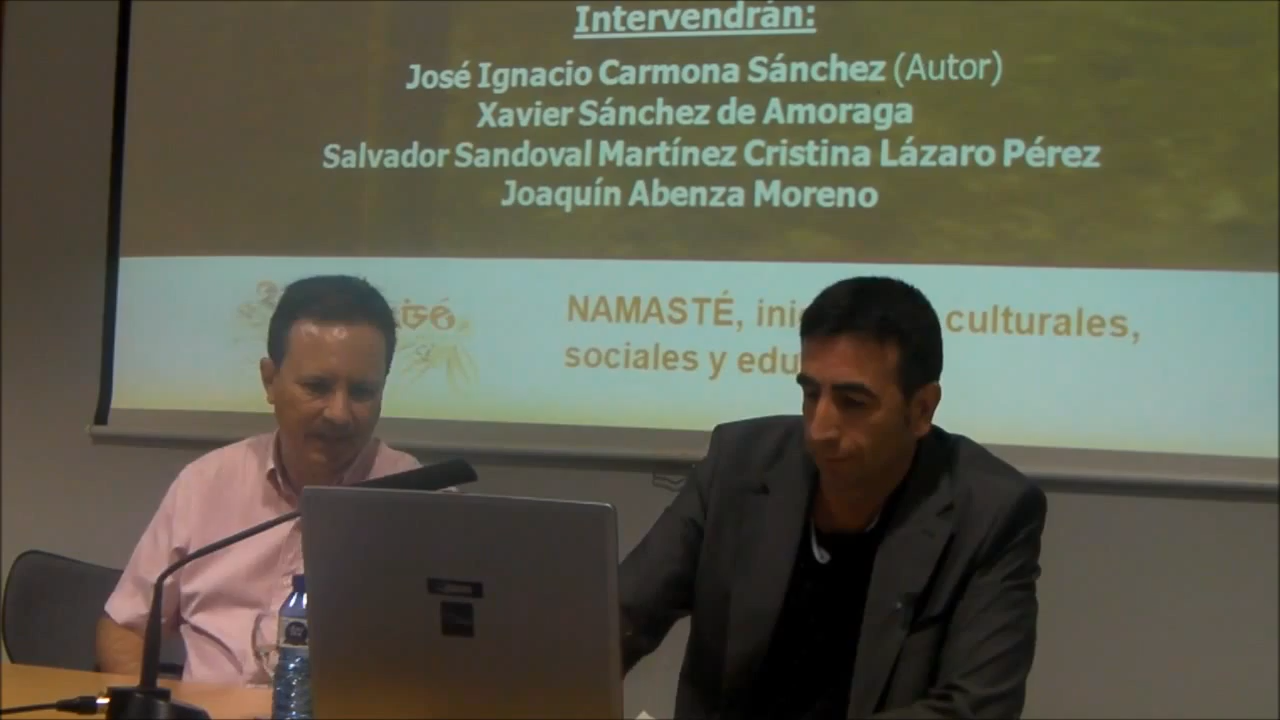 Intervendrán:
José Ignacio Carmona Sánchez (Autor)
Xavier Sánchez de Amoraga
Salvador Sandoval Martínez Cristina Lázaro Pérez
Joaquín Abenza Moreno
NAMASTÉ, culturales,
sociales y